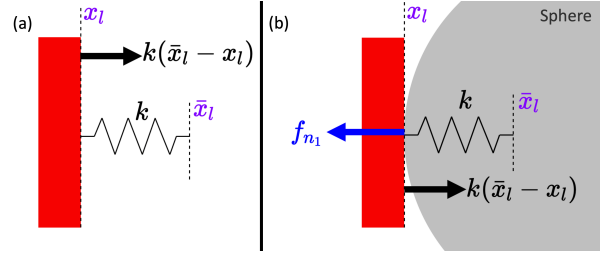 (a)
x_l
k(x̄_l − x_l)
k
x̄_l
(b)
x_l
Sphere
k
x̄_l
f_{n_1}
k(x̄_l − x_l)